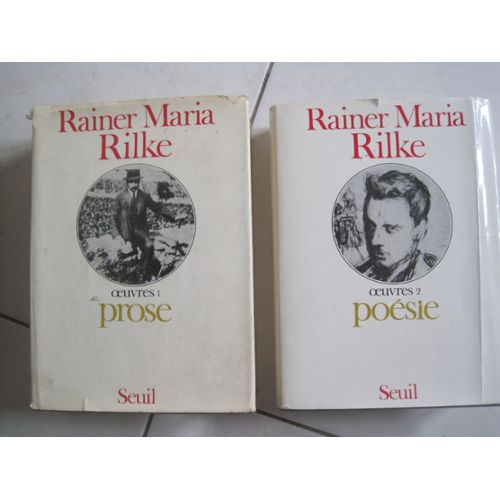 Rainer Maria
Rilke
œuvres 1
prose
Seuil
Rainer Maria
Rilke
œuvres 2
poésie
Seuil